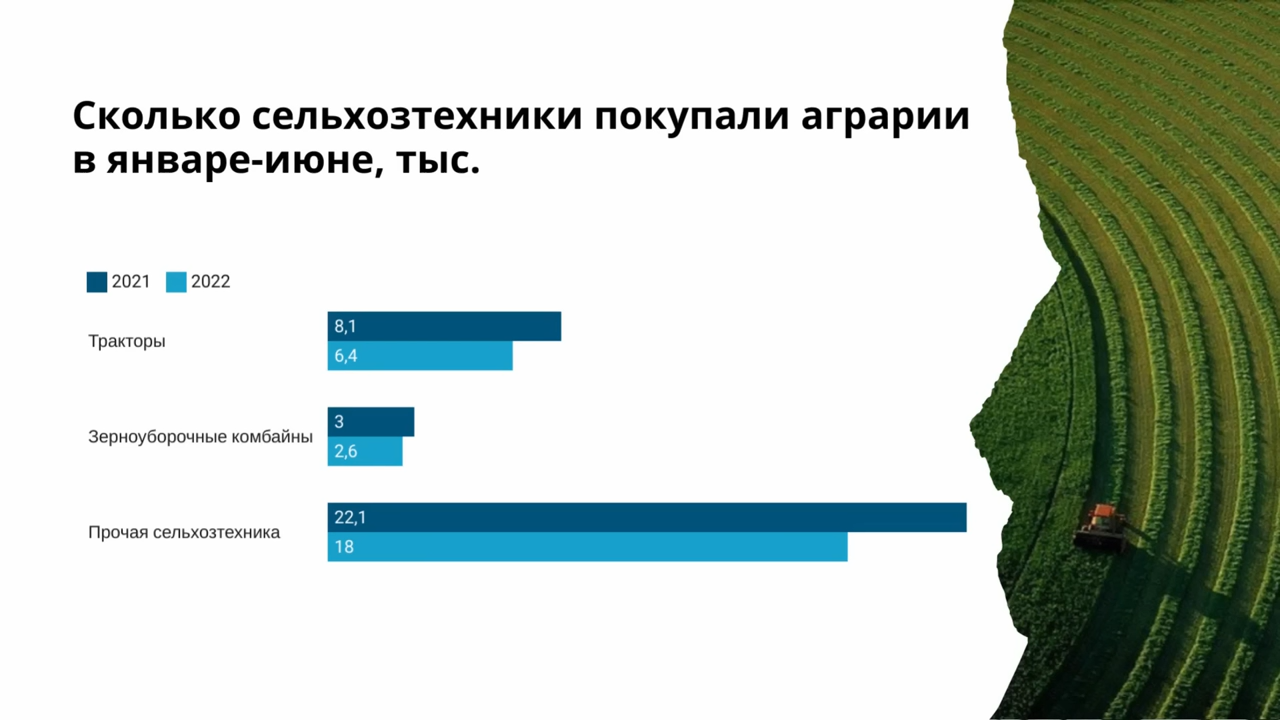 Сколько сельхозтехники покупали аграрии
в январе-июне, тыс.
2021 2022
Тракторы
8,1
6,4
Зерноуборочные комбайны
3
2,6
Прочая сельхозтехника
22,1
18